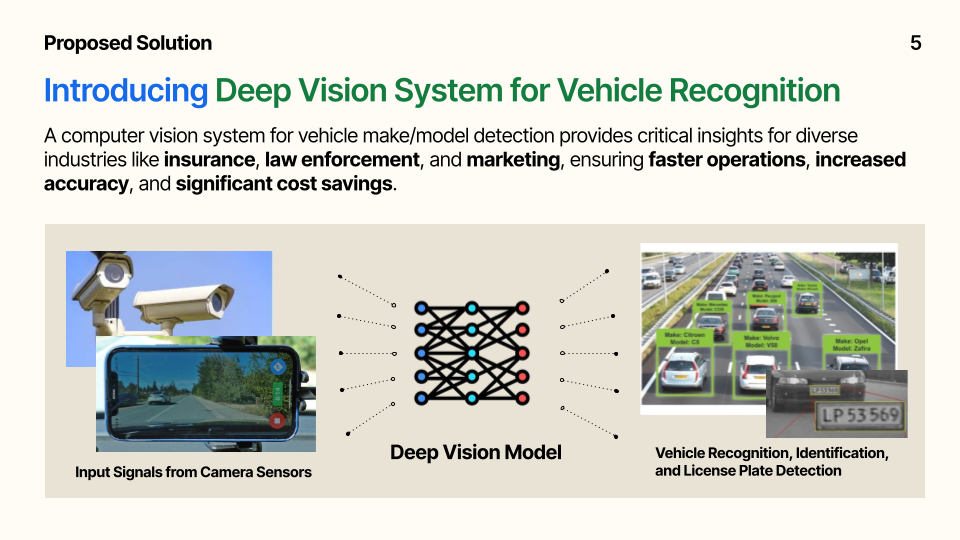 Proposed Solution
5
Introducing Deep Vision System for Vehicle Recognition
A computer vision system for vehicle make/model detection provides critical insights for diverse
industries like insurance, law enforcement, and marketing, ensuring faster operations, increased
accuracy, and significant cost savings.
Make: Citroen
Model: C5
Make: Volvo
Model: V50
Make: Opel
Model: Zafira
LP 53 569
Deep Vision Model
Input Signals from Camera Sensors
Vehicle Recognition, Identification,
and License Plate Detection